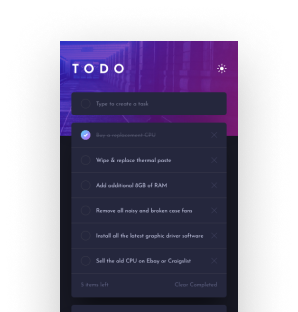 TODO
Type to create a task
Buy a replacement CPU
Wipe & replace thermal paste
Add additional 8GB of RAM
Remove all noisy and broken case fans
Install all the latest graphic driver software
Sell the old CPU on Ebay or Craigslist
5 items left Clear Completed